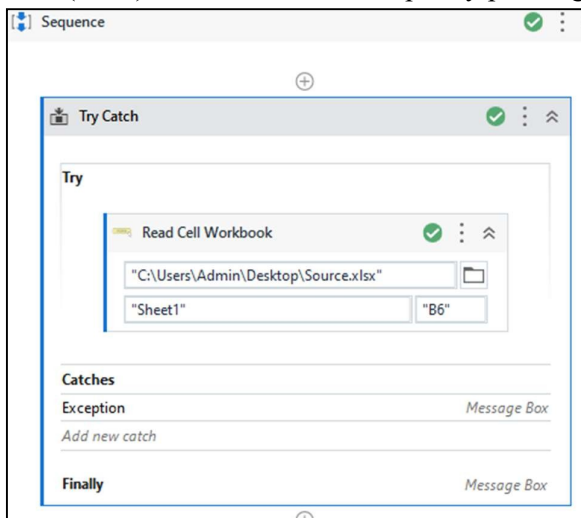 Sequence
Try Catch
Try
Read Cell Workbook
"C:\Users\Admin\Desktop\Source.xlsx"
"Sheet1" "B6"
Catches
Exception Message Box
Add new catch
Finally Message Box